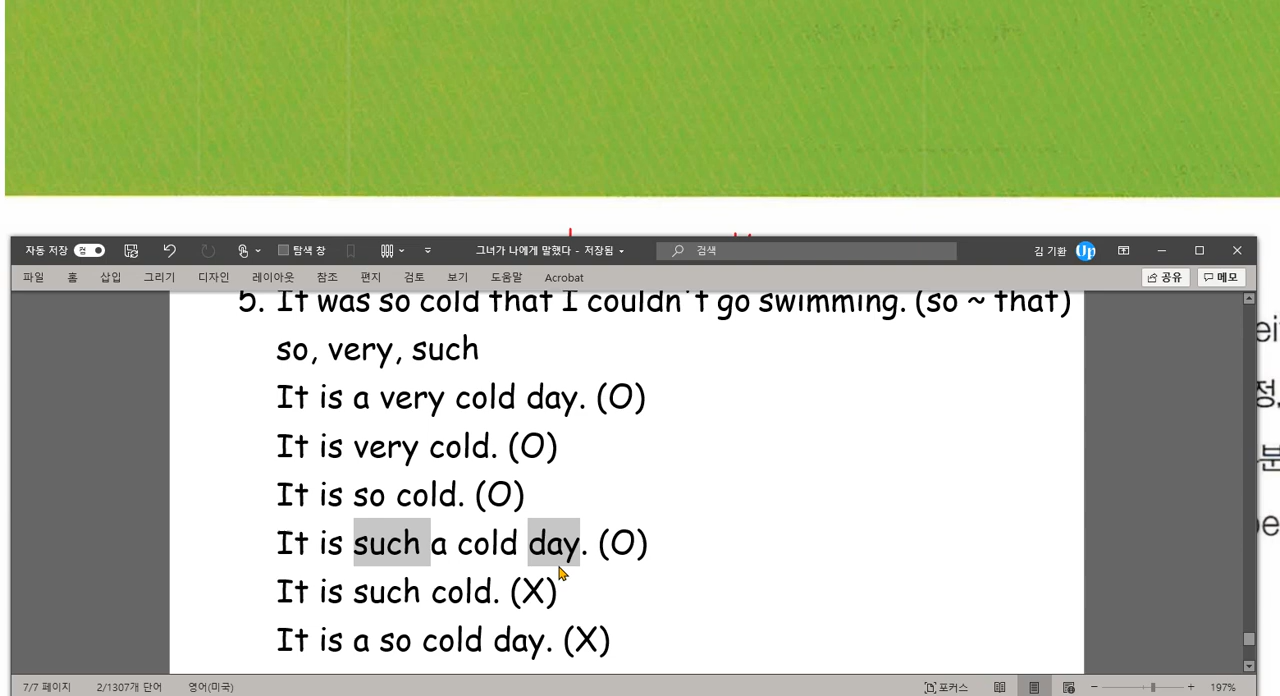 자동 저장 컴 탐색 창 그녀가 나에게 말했다 - 저장됨 검색 김 기환 Up
파일 홈 삽입 그리기 디자인 레이아웃 참조 편지 검토 보기 도움말 Acrobat 공유 메모
5. It was so cold that I couldn't go swimming. (so ~ that)
so, very, such
It is a very cold day. (O)
It is very cold. (O)
It is so cold. (O)
It is such a cold day. (O)
It is such cold. (X)
It is a so cold day. (X)
7/7 페이지 2/1307개 단어 영어(미국) 포커스 197%